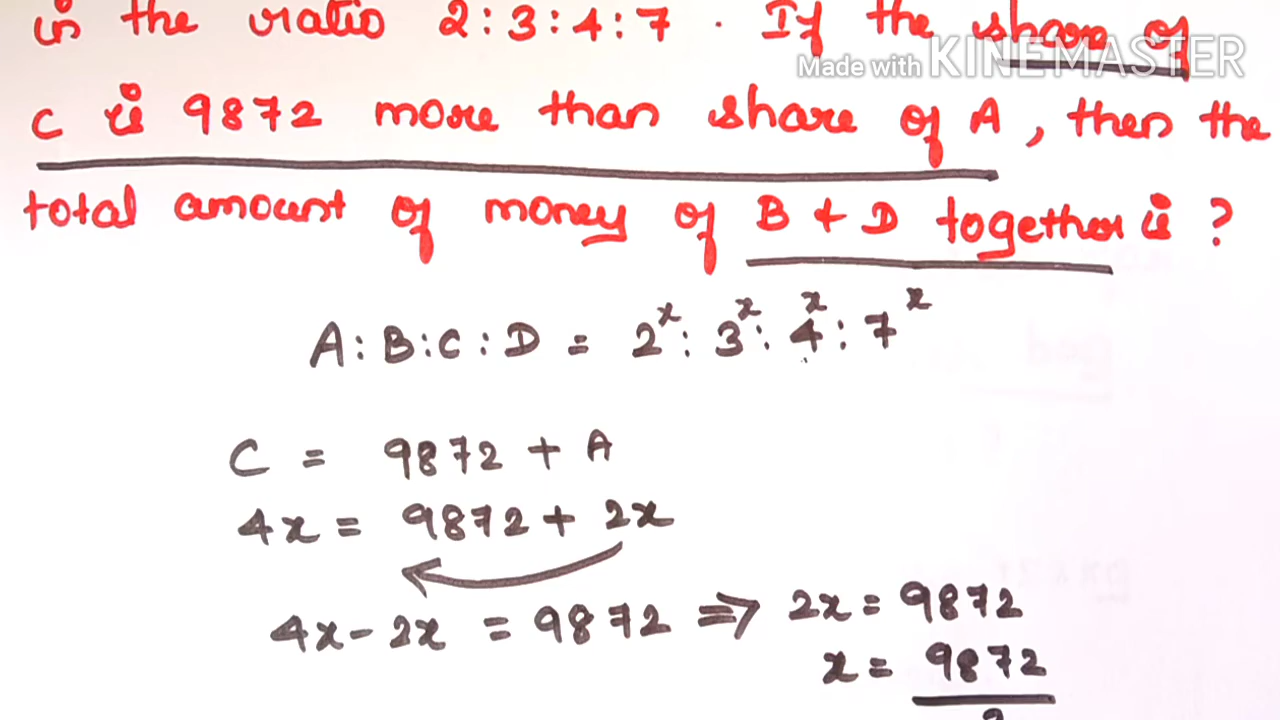 in the ratio 2:3:4:7. If the share of
Made with KINEMASTER
C is 9872 more than share of A, then the
total amount of money of B & D together is?
A:B:C:D = 2ˣ:3ˣ:4ˣ:7ˣ
C = 9872 + A
4x = 9872 + 2x
4x - 2x = 9872 ⇒ 2x = 9872
x = 9872